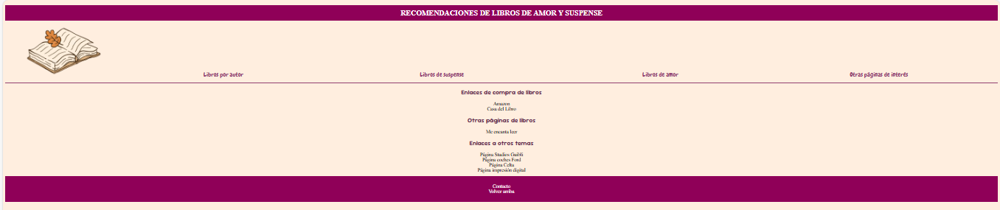 RECOMENDACIONES DE LIBROS DE AMOR Y SUSPENSE
Libros por autor
Libros de suspense
Libros de amor
Otras páginas de interés
Enlaces de compra de libros
Amazon
Casa del Libro
Otras páginas de libros
Me encanta leer
Enlaces a otros temas
Página Studios Guibli
Página coches Ford
Página Celta
Página impresión digital
Contacto
Volver arriba